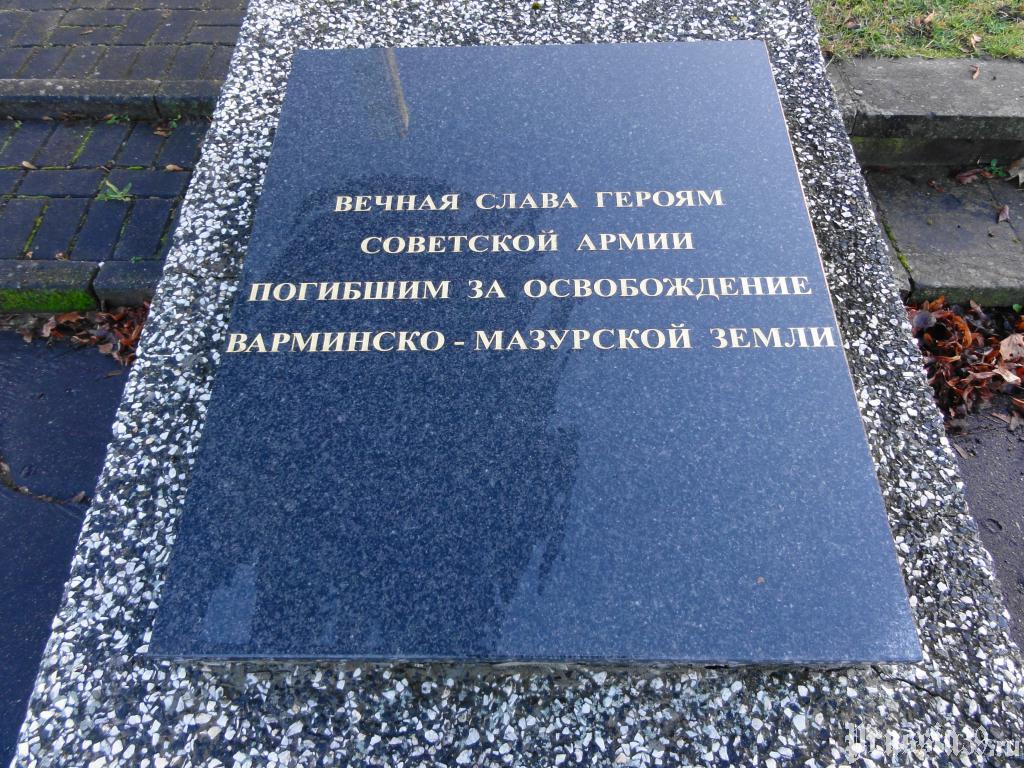 ВЕЧНАЯ СЛАВА ГЕРОЯМ
СОВЕТСКОЙ АРМИИ
ПОГИБШИМ ЗА ОСВОБОЖДЕНИЕ
ВАРМИНСКО - МАЗУРСКОЙ ЗЕМЛИ